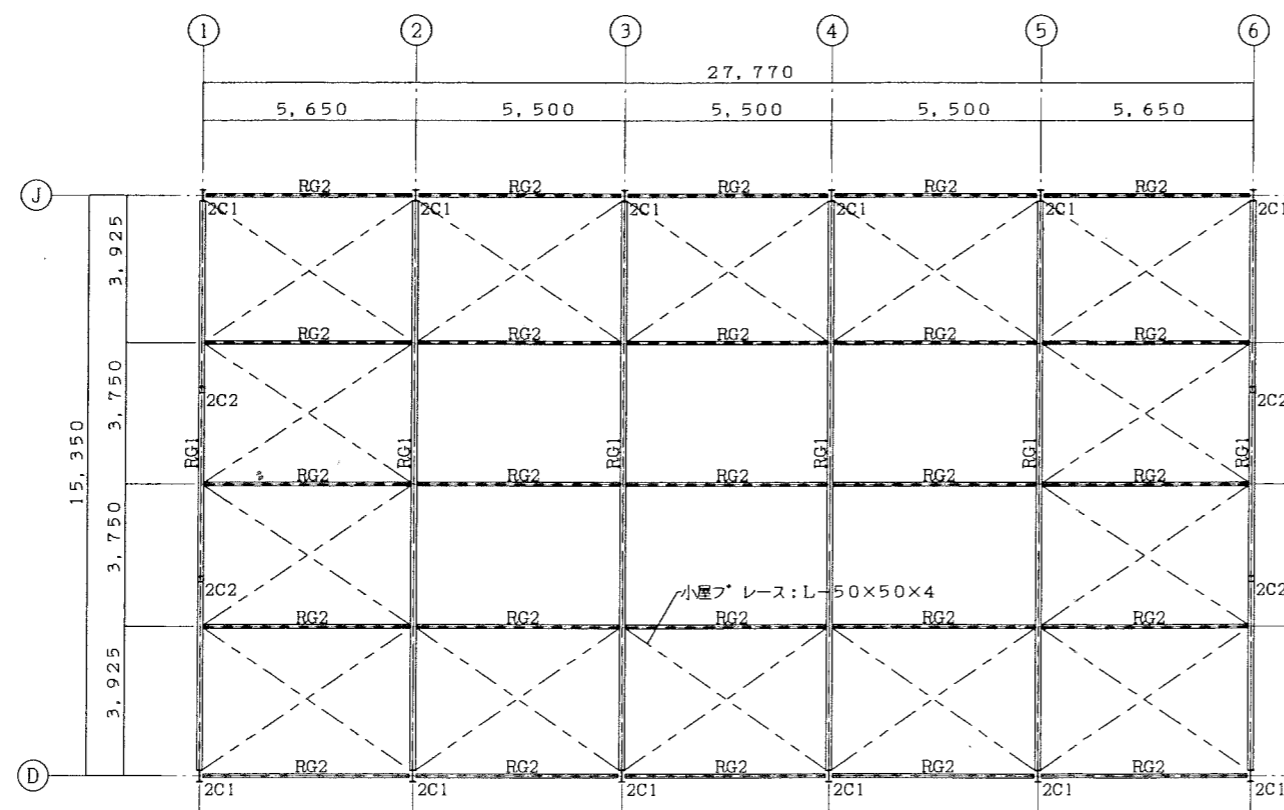 1 2 3 4 5 6
27,770
5,650 5,500 5,500 5,500 5,650
J RG2 RG2 RG2 RG2 RG2
2C1 2C1 2C1 2C1 2C1 2C1
3,925
RG2 RG2 RG2 RG2 RG2
3,750
2C2 2C2
15,350
RG1 RG1 RG1 RG1 RG1 RG1
RG2 RG2 RG2 RG2 RG2
3,750
2C2 2C2
小屋ブレース:L-50×50×4
RG2 RG2 RG2 RG2 RG2
3,925
D RG2 RG2 RG2 RG2 RG2
2C1 2C1 2C1 2C1 2C1 2C1